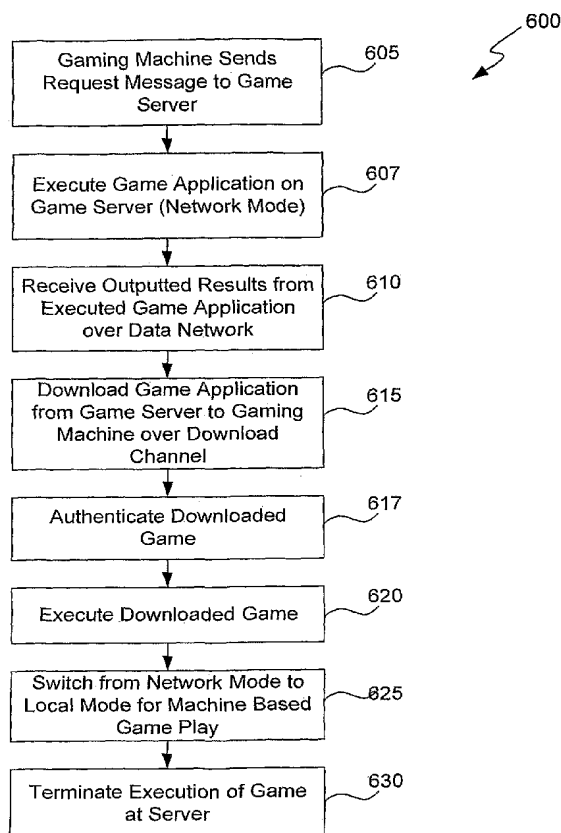 600
Gaming Machine Sends
Request Message to Game
Server
605
Execute Game Application on
Game Server (Network Mode)
607
Receive Outputted Results from
Executed Game Application
over Data Network
610
Download Game Application
from Game Server to Gaming
Machine over Download
Channel
615
Authenticate Downloaded
Game
617
Execute Downloaded Game
620
Switch from Network Mode to
Local Mode for Machine Based
Game Play
625
Terminate Execution of Game
at Server
630